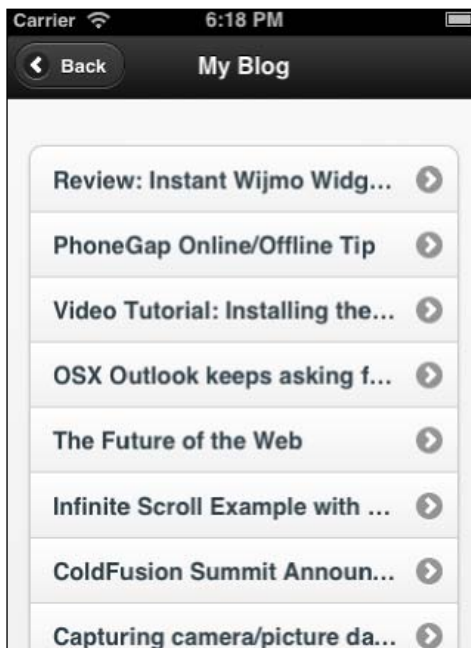 Carrier 6:18 PM
Back My Blog
Review: Instant Wijmo Widg...
PhoneGap Online/Offline Tip
Video Tutorial: Installing the...
OSX Outlook keeps asking f...
The Future of the Web
Infinite Scroll Example with ...
ColdFusion Summit Announ...
Capturing camera/picture da...